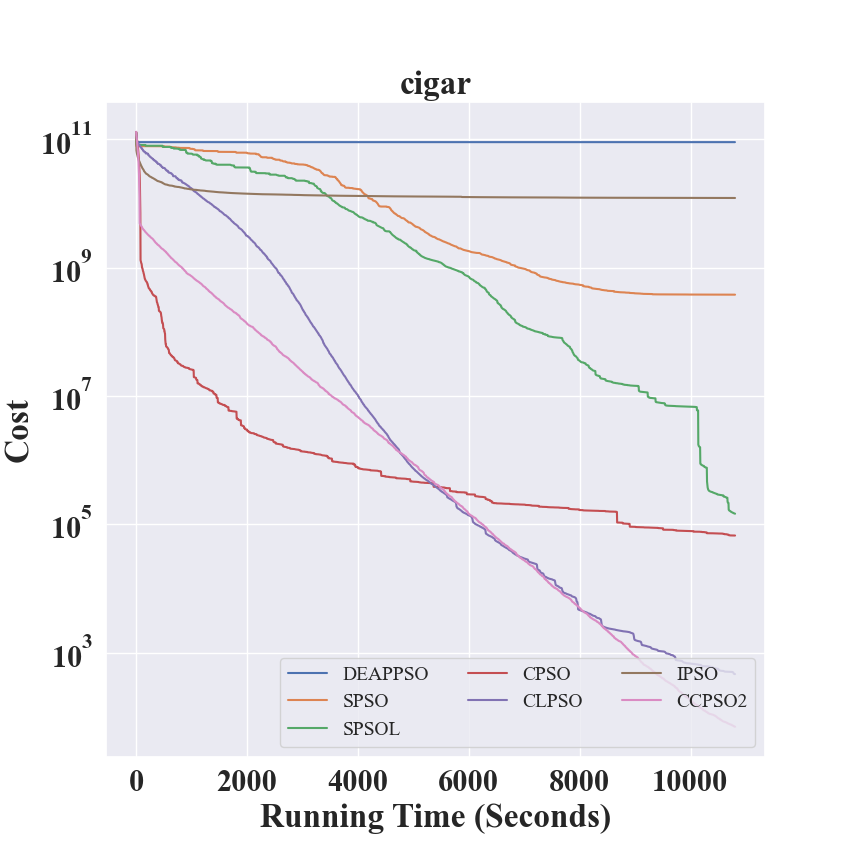 cigar
10^11
10^9
10^7
10^5
10^3
Cost
DEAPPSO CPSO IPSO
SPSO CLPSO CCPSO2
SPSOL
0 2000 4000 6000 8000 10000
Running Time (Seconds)